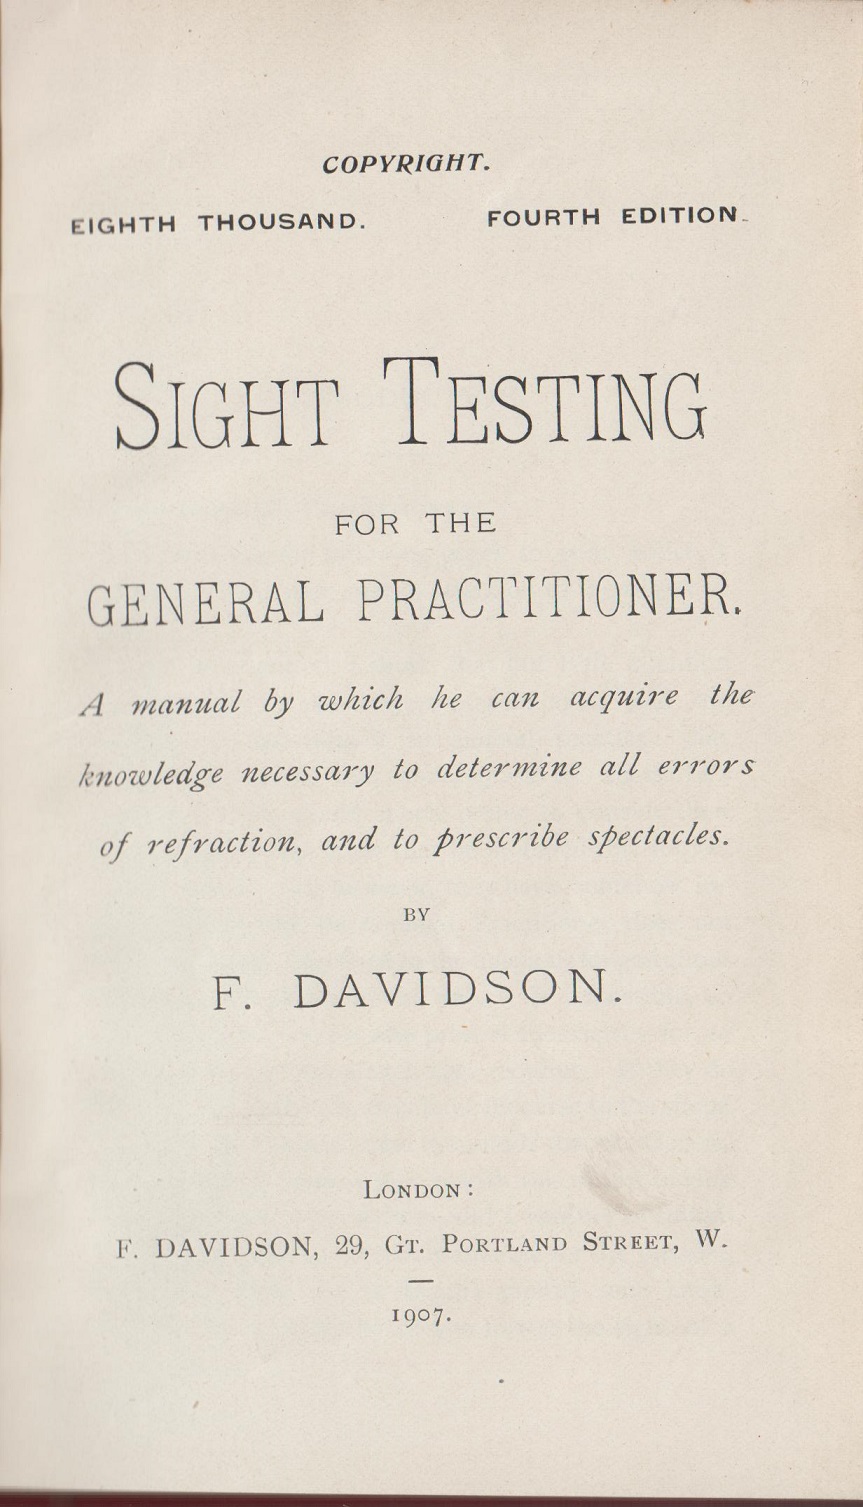 COPYRIGHT.
EIGHTH THOUSAND. FOURTH EDITION.
SIGHT TESTING
FOR THE
GENERAL PRACTITIONER.
A manual by which he can acquire the
knowledge necessary to determine all errors
of refraction, and to prescribe spectacles.
BY
F. DAVIDSON.
LONDON:
F. DAVIDSON, 29, GT. PORTLAND STREET, W.
1907.